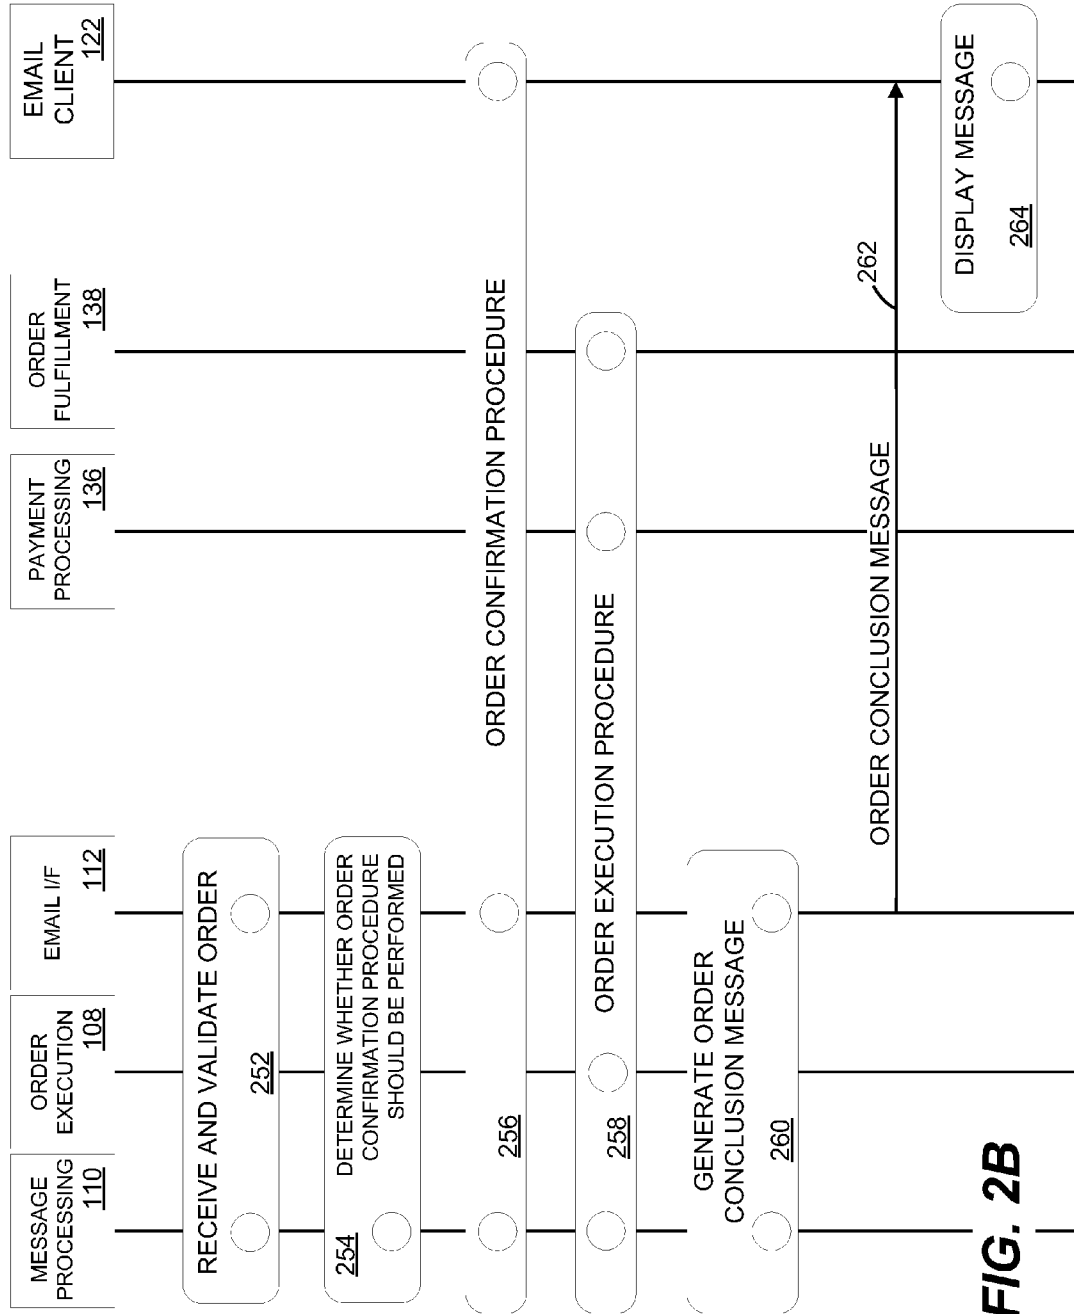 MESSAGE
PROCESSING
110
ORDER
EXECUTION
108
EMAIL I/F
112
PAYMENT
PROCESSING
136
ORDER
FULFILLMENT
138
EMAIL
CLIENT
122
RECEIVE AND VALIDATE ORDER
252
254
DETERMINE WHETHER ORDER
CONFIRMATION PROCEDURE
SHOULD BE PERFORMED
ORDER CONFIRMATION PROCEDURE
256
ORDER EXECUTION PROCEDURE
258
GENERATE ORDER
CONCLUSION MESSAGE
260
ORDER CONCLUSION MESSAGE
262
DISPLAY MESSAGE
264
FIG. 2B